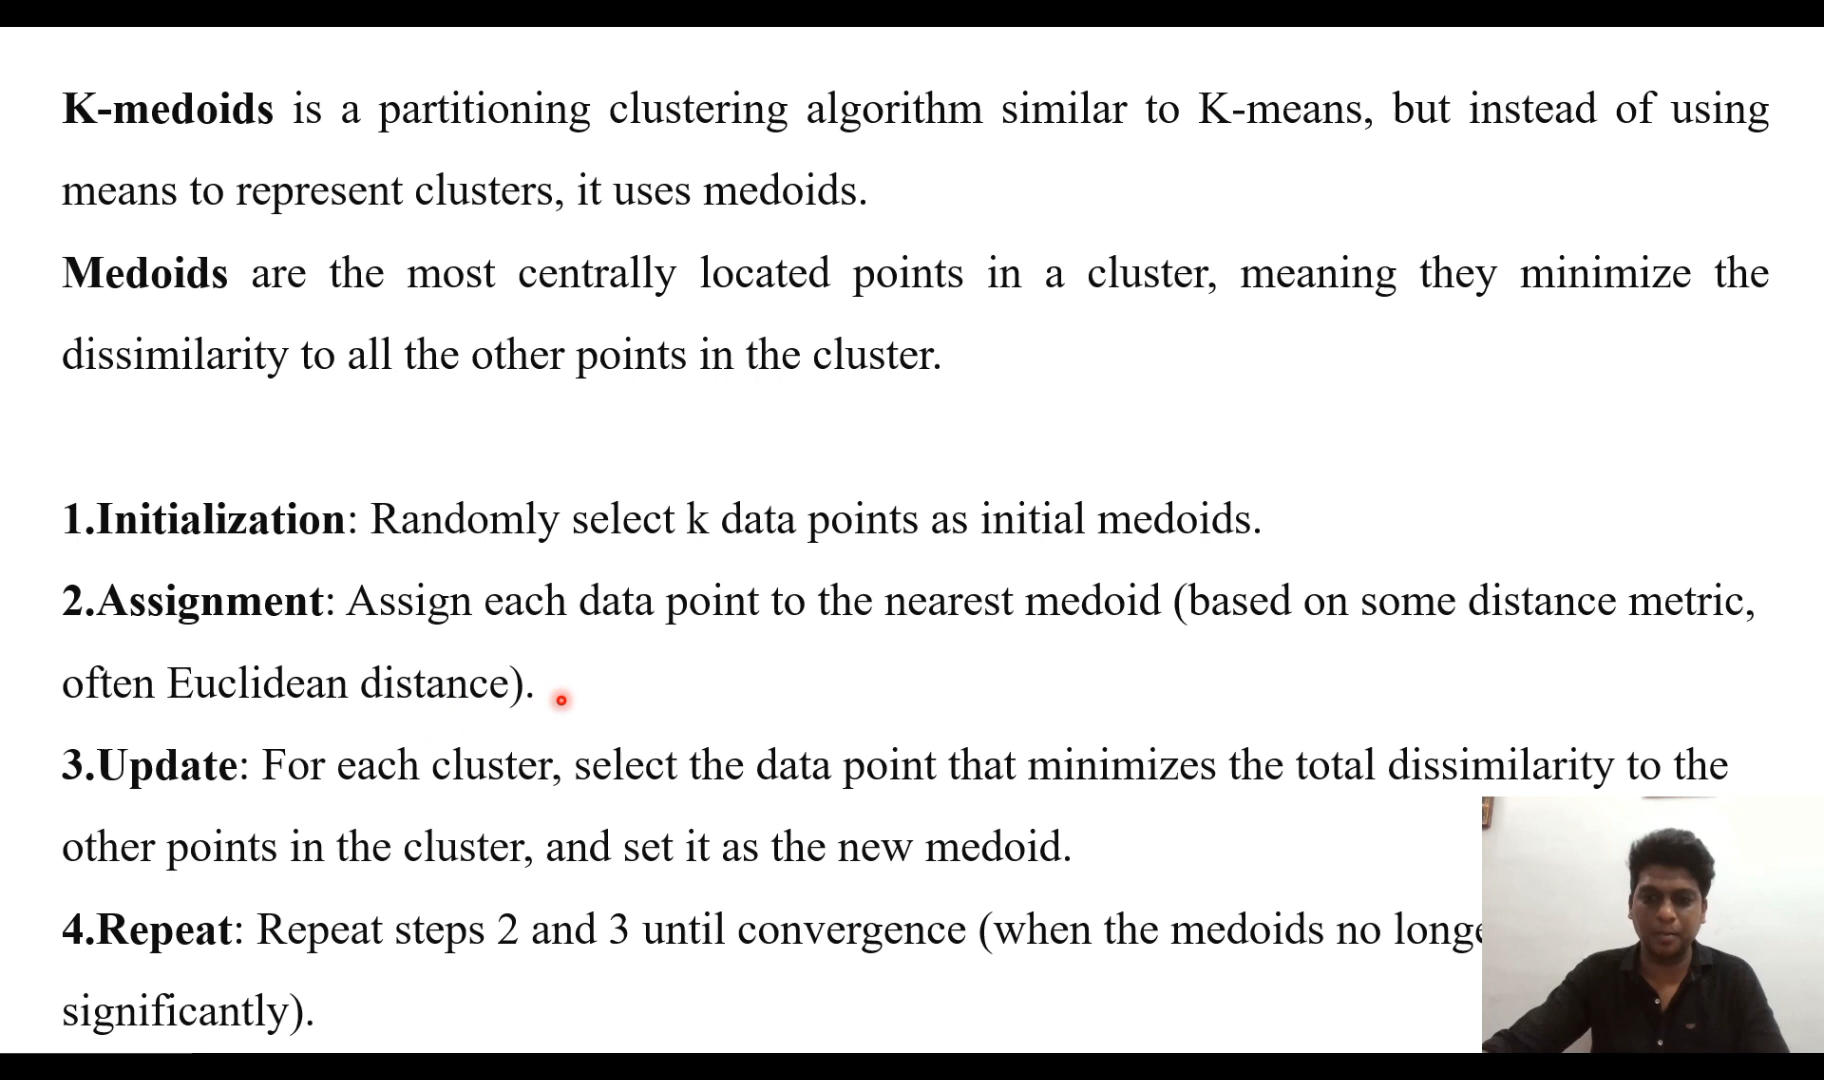 K-medoids is a partitioning clustering algorithm similar to K-means, but instead of using
means to represent clusters, it uses medoids.
Medoids are the most centrally located points in a cluster, meaning they minimize the
dissimilarity to all the other points in the cluster.
1.Initialization: Randomly select k data points as initial medoids.
2.Assignment: Assign each data point to the nearest medoid (based on some distance metric,
often Euclidean distance).
3.Update: For each cluster, select the data point that minimizes the total dissimilarity to the
other points in the cluster, and set it as the new medoid.
4.Repeat: Repeat steps 2 and 3 until convergence (when the medoids no
significantly).